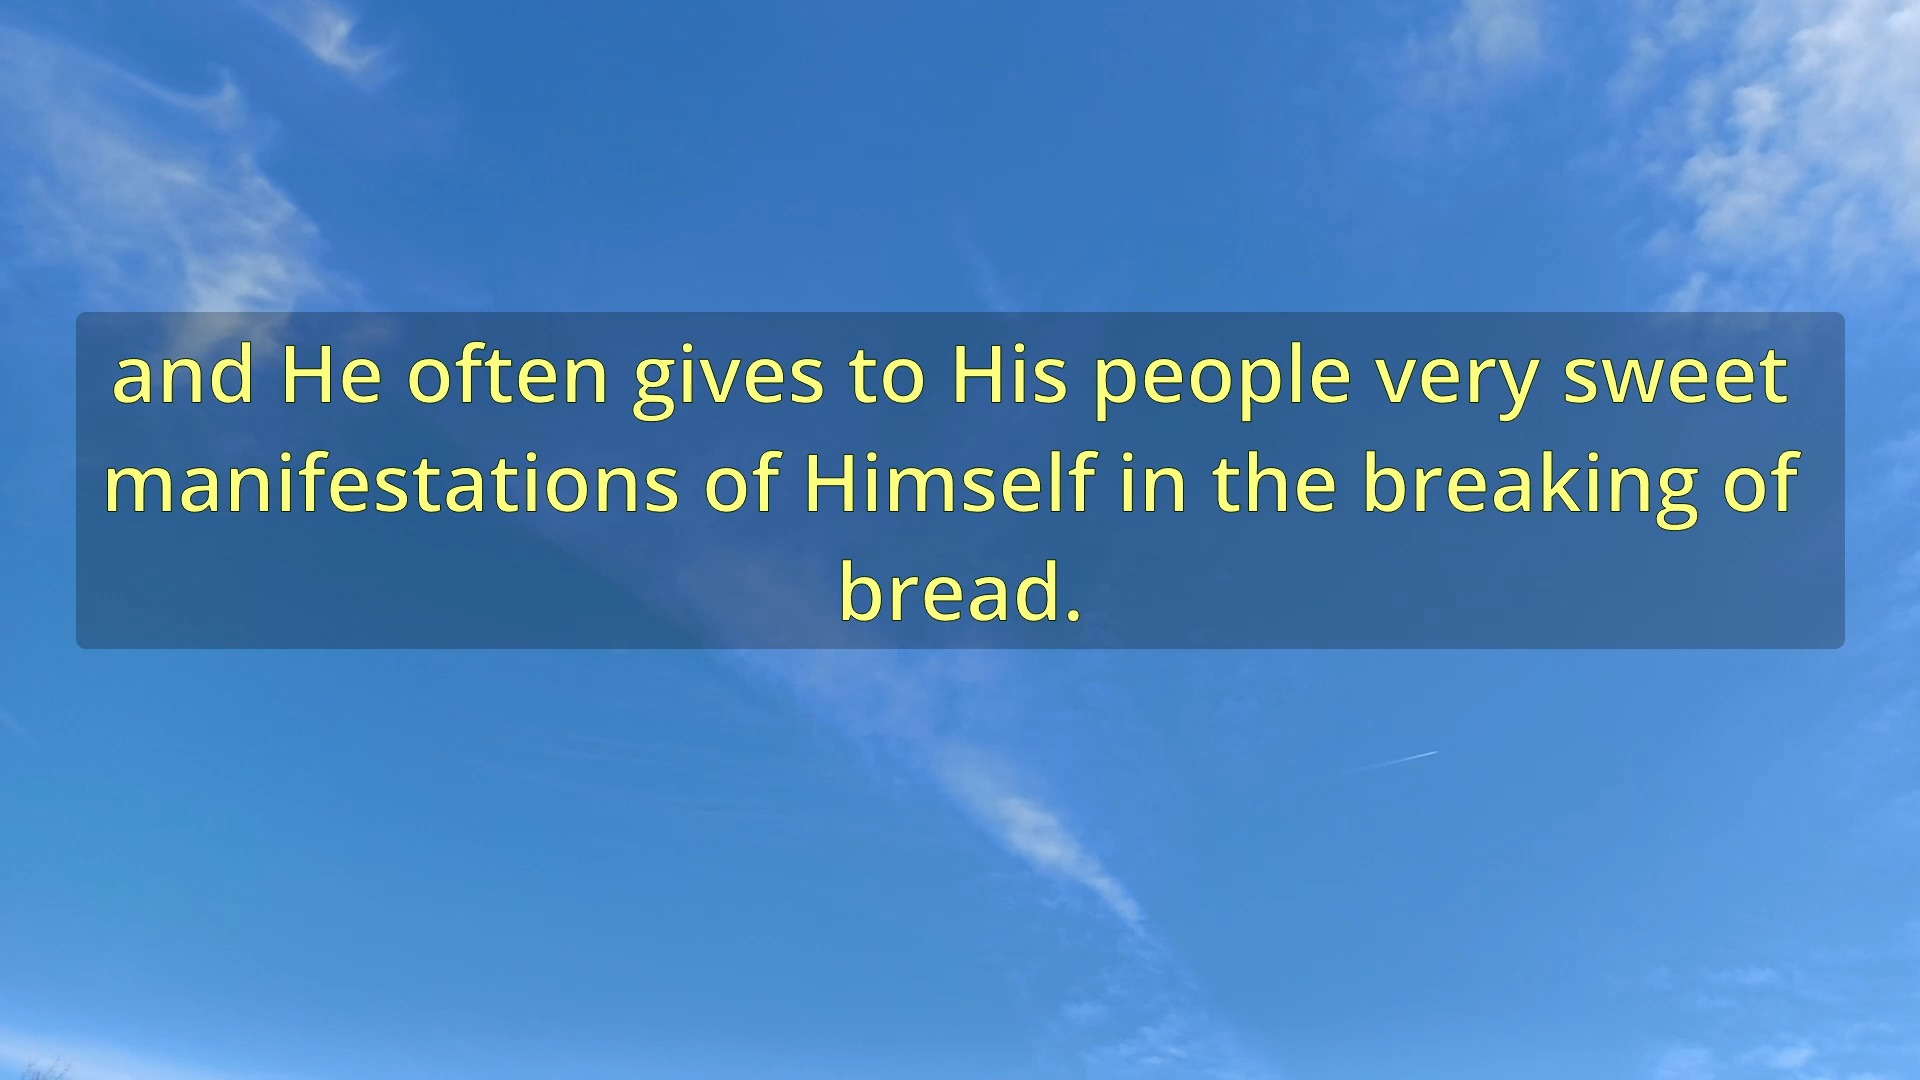 and He often gives to His people very sweet
manifestations of Himself in the breaking of
bread.